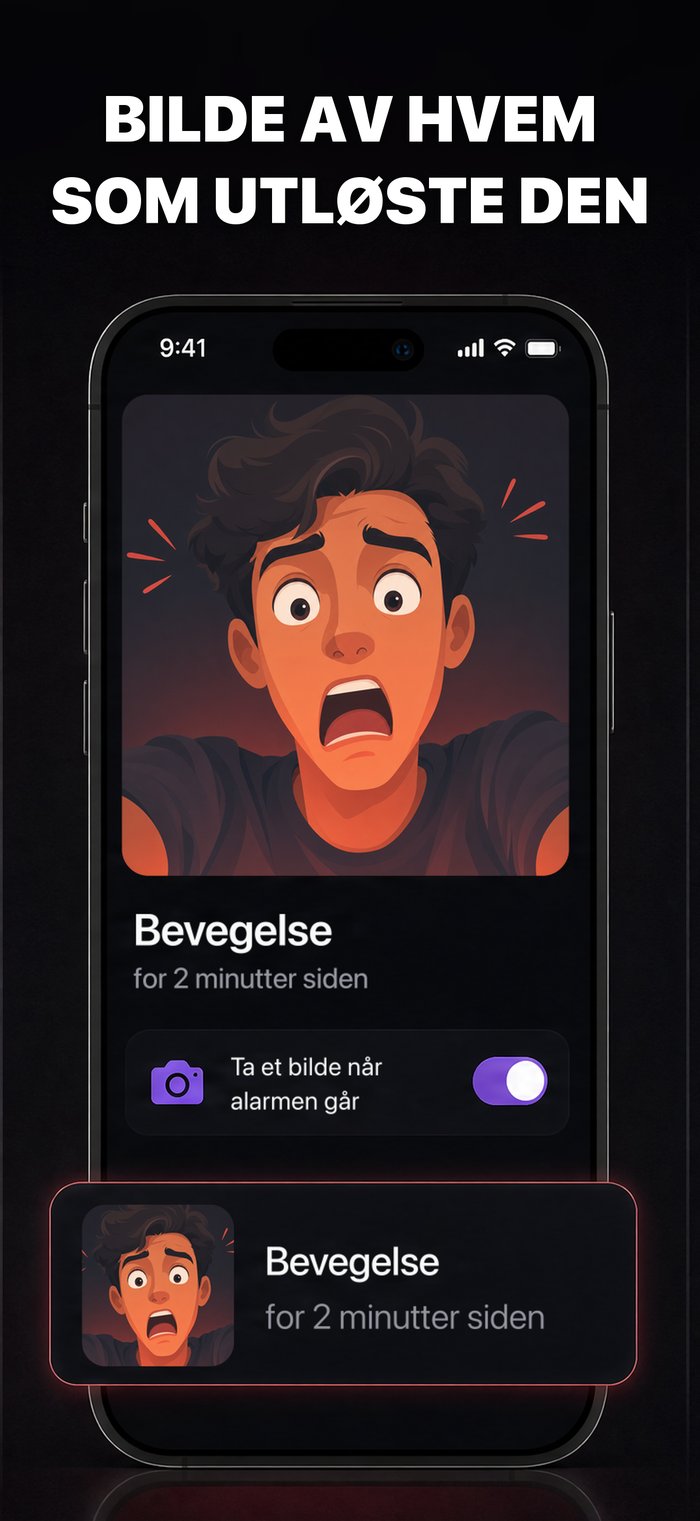 BILDE AV HVEM
SOM UTLØSTE DEN
9:41
Bevegelse
for 2 minutter siden
Ta et bilde når
alarmen går
Bevegelse
for 2 minutter siden